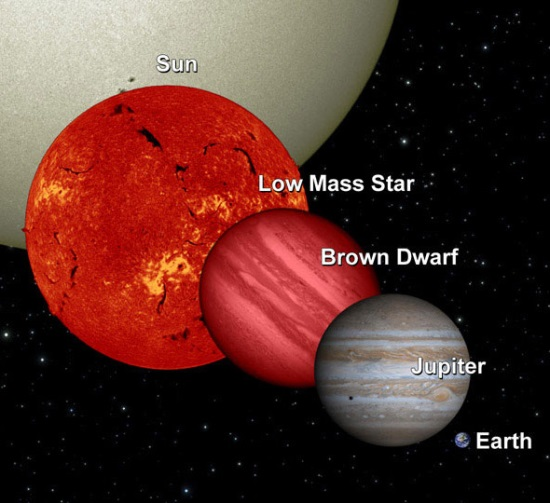 Sun
Low Mass Star
Brown Dwarf
Jupiter
Earth